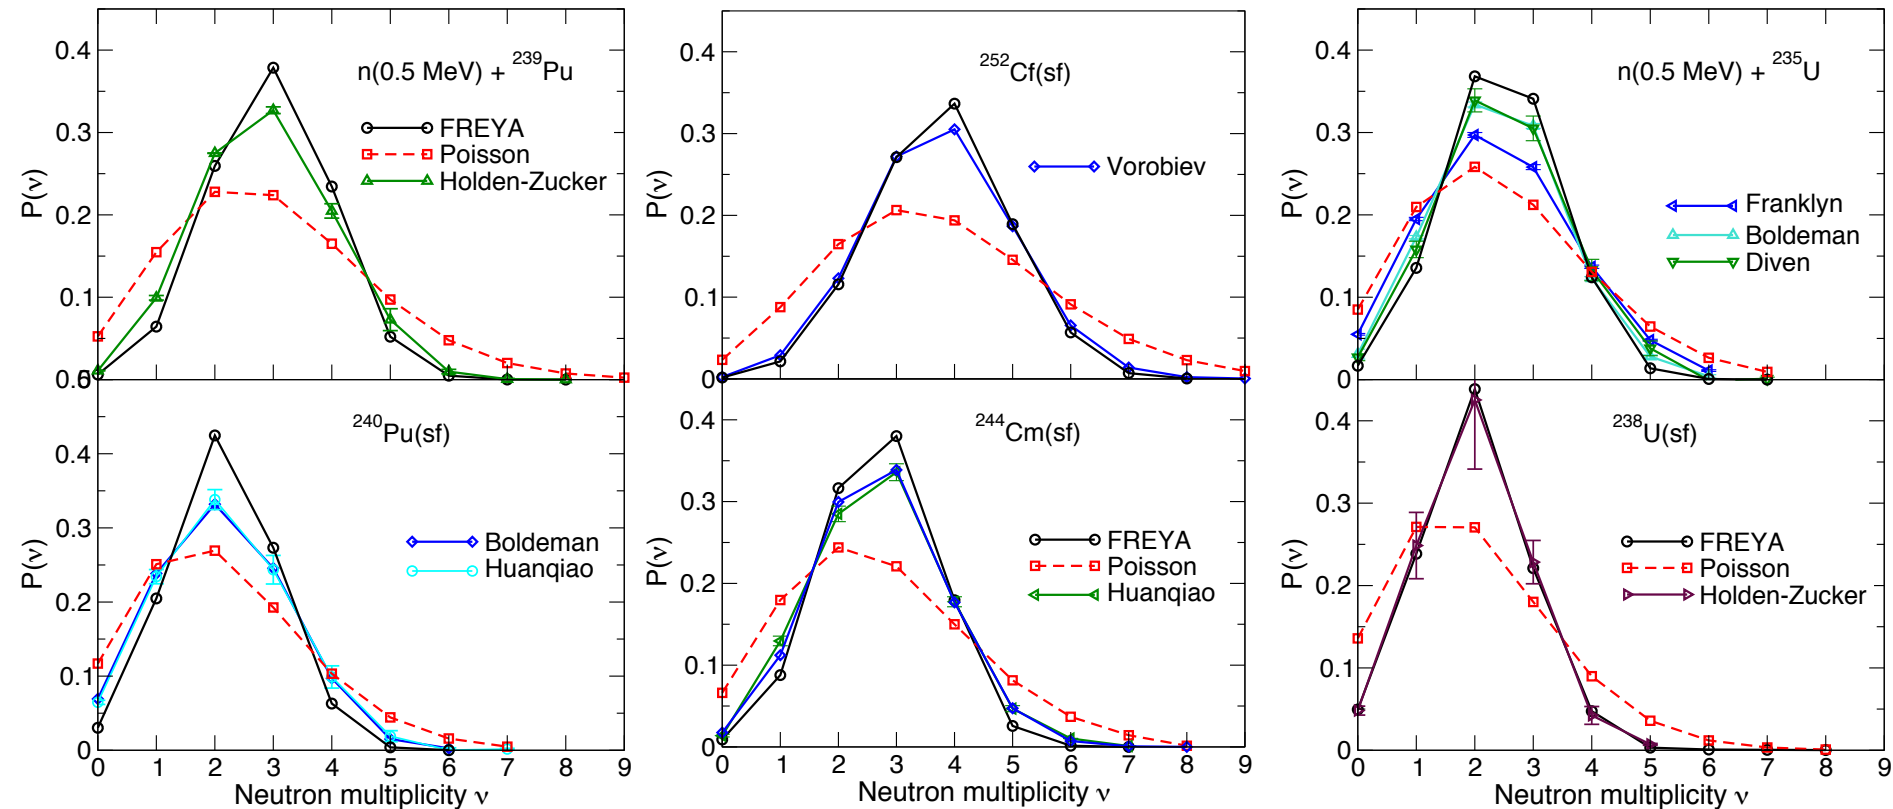 n(0.5 MeV) + ²³⁹Pu
FREYA
Poisson
Holden-Zucker
P(ν)
0.4
0.3
0.2
0.1
0
²⁵²Cf(sf)
Vorobiev
P(ν)
0.4
0.3
0.2
0.1
0
n(0.5 MeV) + ²³⁵U
Franklyn
Boldeman
Diven
P(ν)
0.4
0.3
0.2
0.1
0
²⁴⁰Pu(sf)
Boldeman
Huanqiao
P(ν)
0.4
0.3
0.2
0.1
0
0 1 2 3 4 5 6 7 8 9
Neutron multiplicity ν
²⁴⁴Cm(sf)
FREYA
Poisson
Huanqiao
P(ν)
0.4
0.3
0.2
0.1
0
0 1 2 3 4 5 6 7 8 9
Neutron multiplicity ν
²³⁸U(sf)
FREYA
Poisson
Holden-Zucker
P(ν)
0.4
0.3
0.2
0.1
0
0 1 2 3 4 5 6 7 8 9
Neutron multiplicity ν